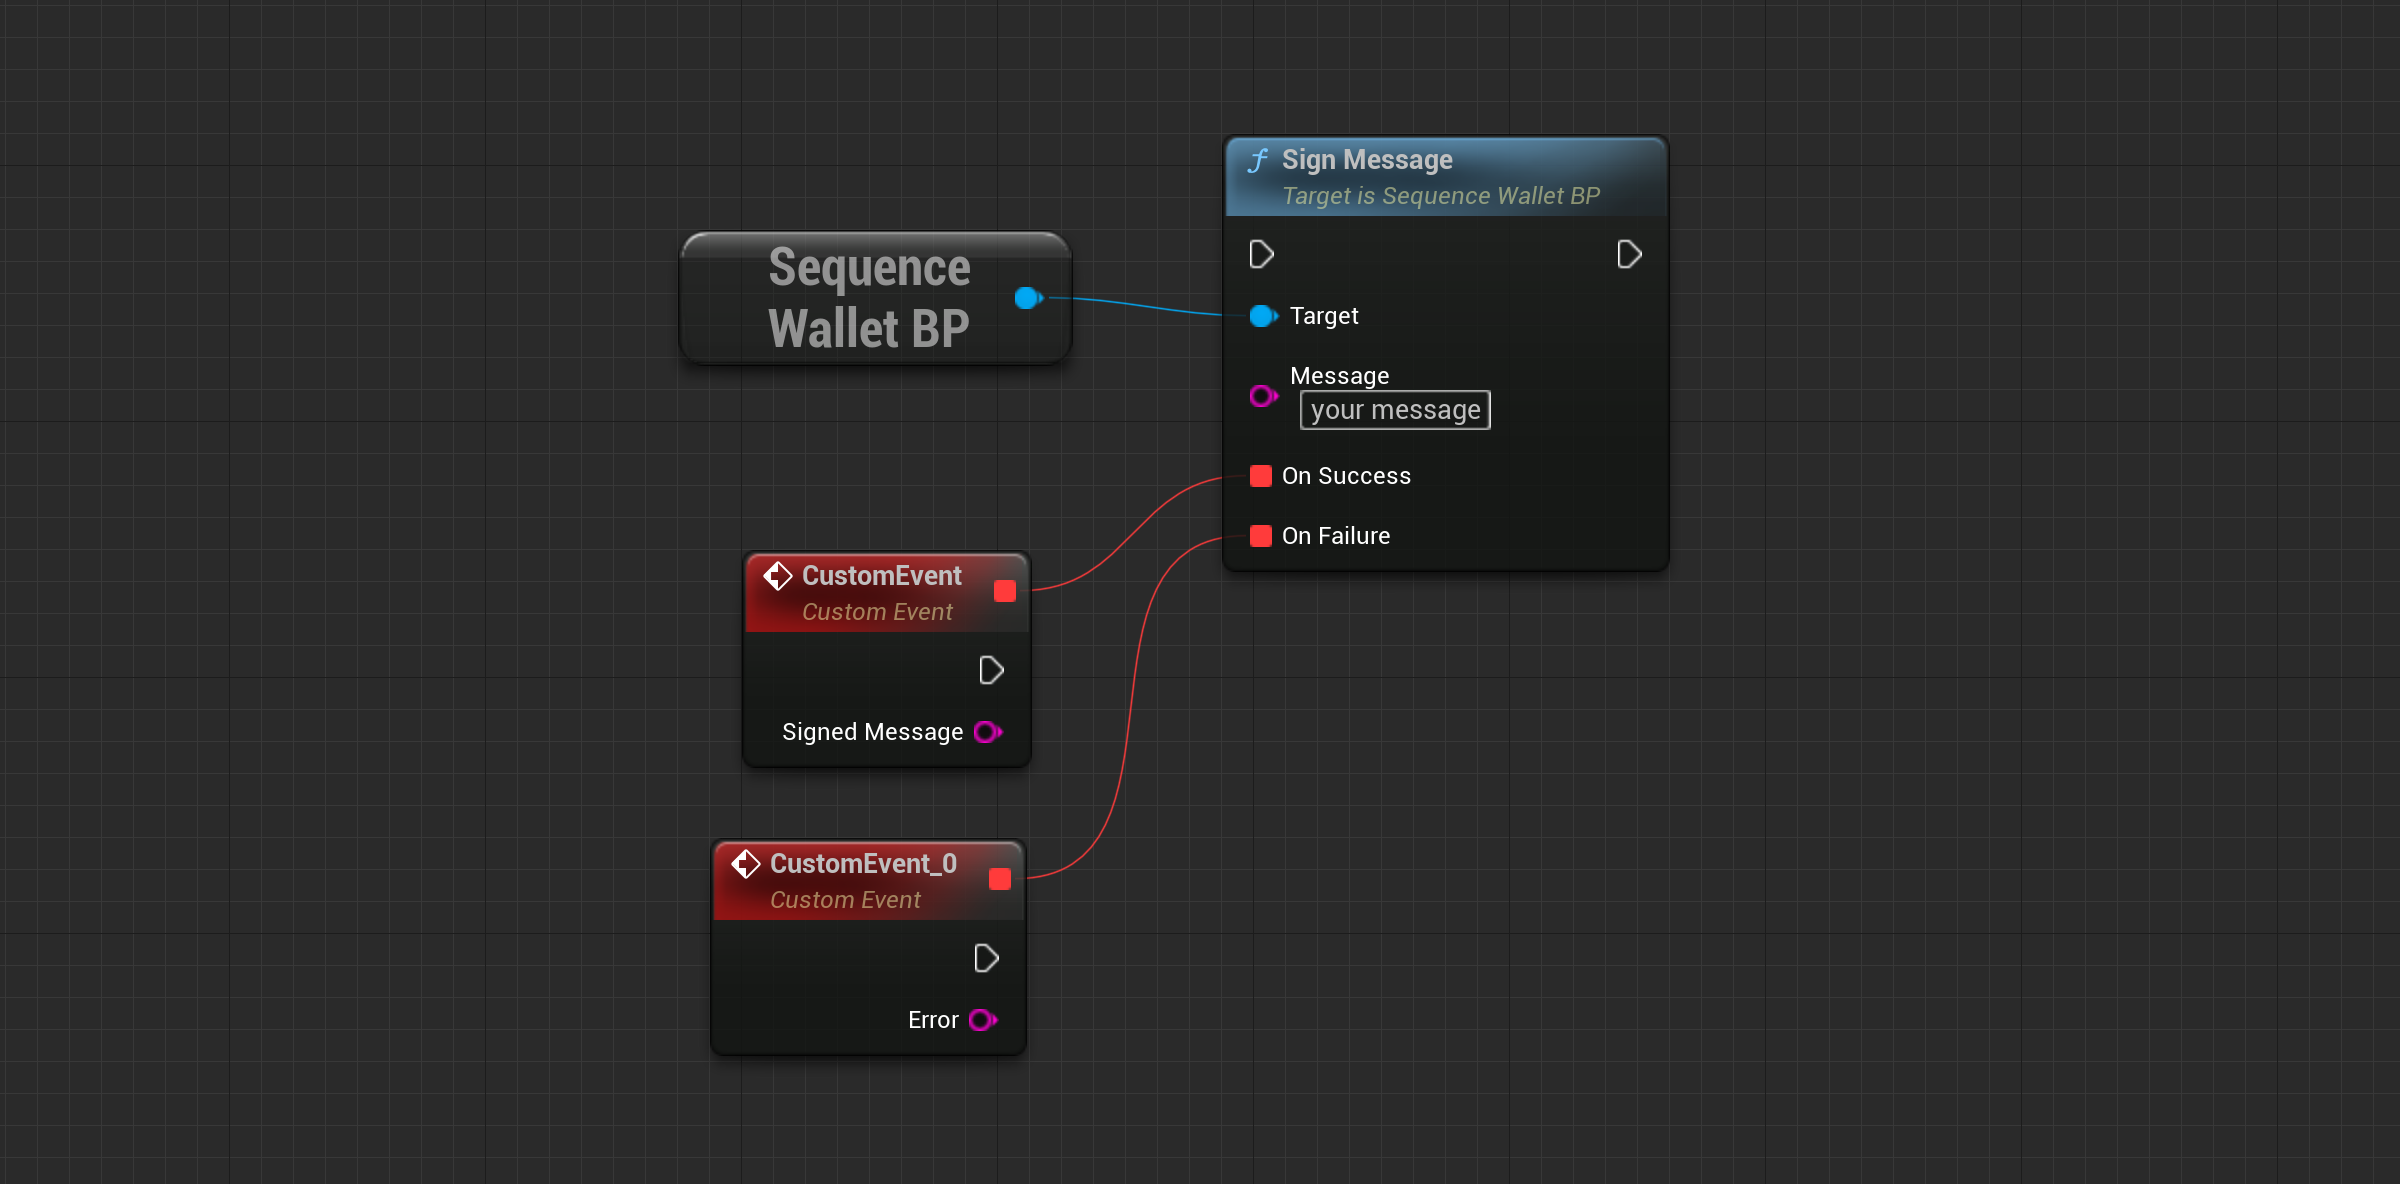 Sign Message
Target is Sequence Wallet BP
Sequence
Wallet BP
Target
Message
your message
On Success
On Failure
CustomEvent
Custom Event
Signed Message
CustomEvent_0
Custom Event
Error